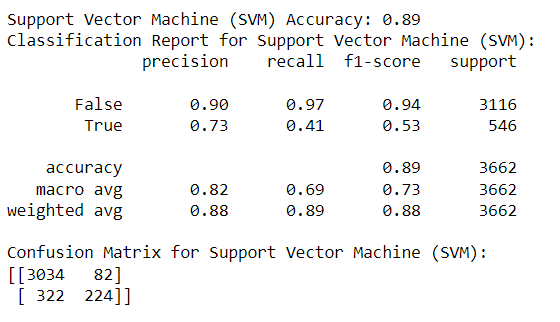 Support Vector Machine (SVM) Accuracy: 0.89
Classification Report for Support Vector Machine (SVM):
              precision    recall  f1-score   support

       False       0.90      0.97      0.94      3116
        True       0.73      0.41      0.53       546

    accuracy                           0.89      3662
   macro avg       0.82      0.69      0.73      3662
weighted avg       0.88      0.89      0.88      3662

Confusion Matrix for Support Vector Machine (SVM):
[[3034   82]
 [ 322  224]]